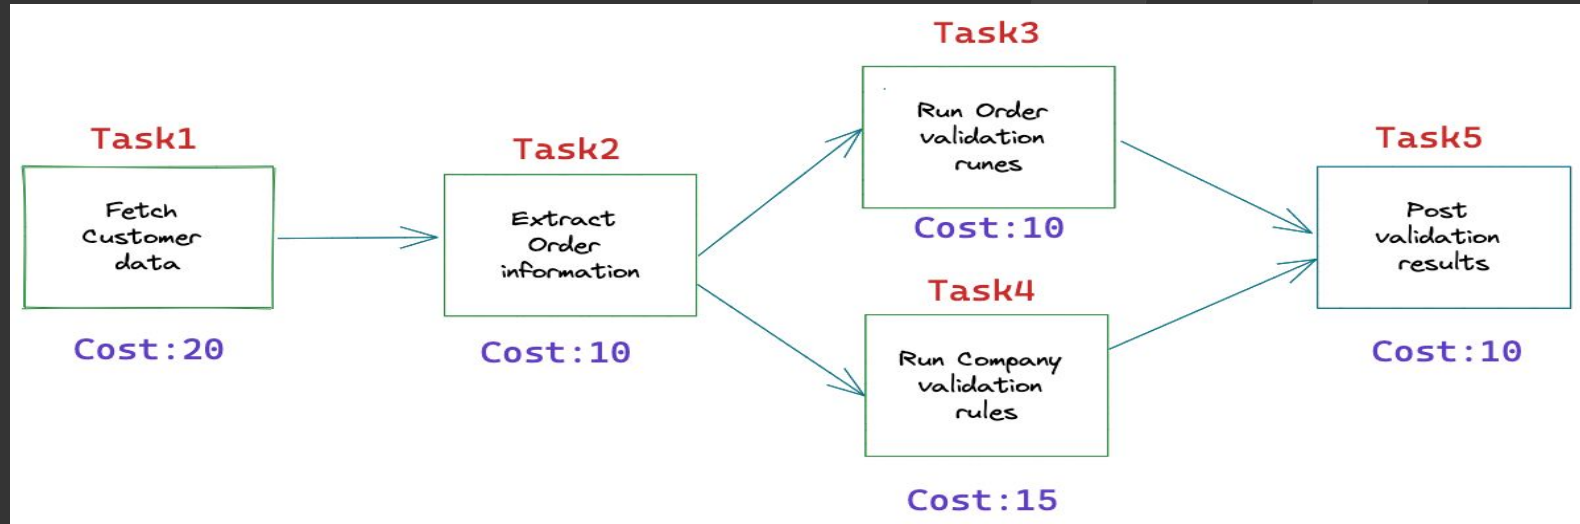 Task1
Fetch
Customer
data
Cost:20
Task2
Extract
Order
information
Cost:10
Task3
Run Order
validation
runes
Cost:10
Task4
Run Company
validation
rules
Cost:15
Task5
Post
validation
results
Cost:10